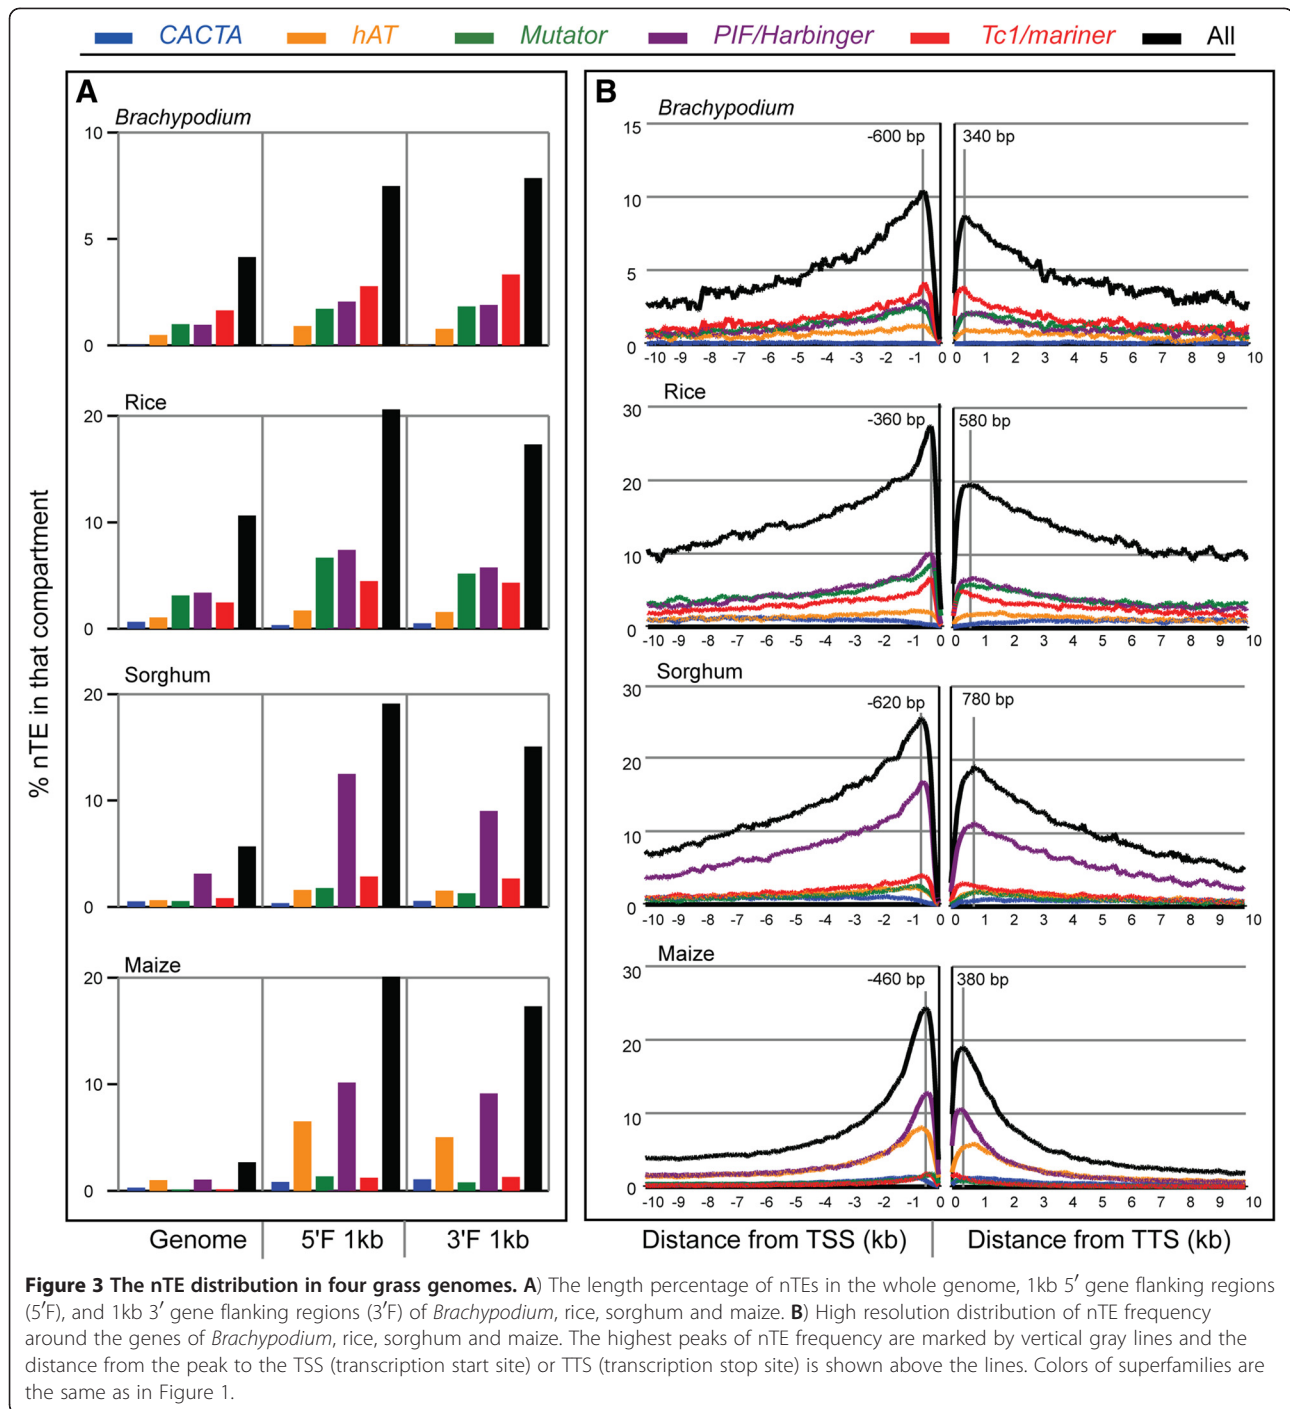 CACTA hAT Mutator PIF/Harbinger Tc1/mariner All
A
B
% nTE in that compartment
Brachypodium
10
5
0
Rice
20
10
0
Sorghum
20
10
0
Maize
20
10
0
Genome 5'F 1kb 3'F 1kb
Brachypodium
-600 bp 340 bp
15
10
5
0
-10 -9 -8 -7 -6 -5 -4 -3 -2 -1 0 0 1 2 3 4 5 6 7 8 9 10
Rice
-360 bp 580 bp
30
20
10
0
-10 -9 -8 -7 -6 -5 -4 -3 -2 -1 0 0 1 2 3 4 5 6 7 8 9 10
Sorghum
-620 bp 780 bp
30
20
10
0
-10 -9 -8 -7 -6 -5 -4 -3 -2 -1 0 0 1 2 3 4 5 6 7 8 9 10
Maize
-460 bp 380 bp
30
20
10
0
-10 -9 -8 -7 -6 -5 -4 -3 -2 -1 0 0 1 2 3 4 5 6 7 8 9 10
Distance from TSS (kb) Distance from TTS (kb)
Figure 3 The nTE distribution in four grass genomes. A) The length percentage of nTEs in the whole genome, 1kb 5′ gene flanking regions
(5′F), and 1kb 3′ gene flanking regions (3′F) of Brachypodium, rice, sorghum and maize. B) High resolution distribution of nTE frequency
around the genes of Brachypodium, rice, sorghum and maize. The highest peaks of nTE frequency are marked by vertical gray lines and the
distance from the peak to the TSS (transcription start site) or TTS (transcription stop site) is shown above the lines. Colors of superfamilies are
the same as in Figure 1.